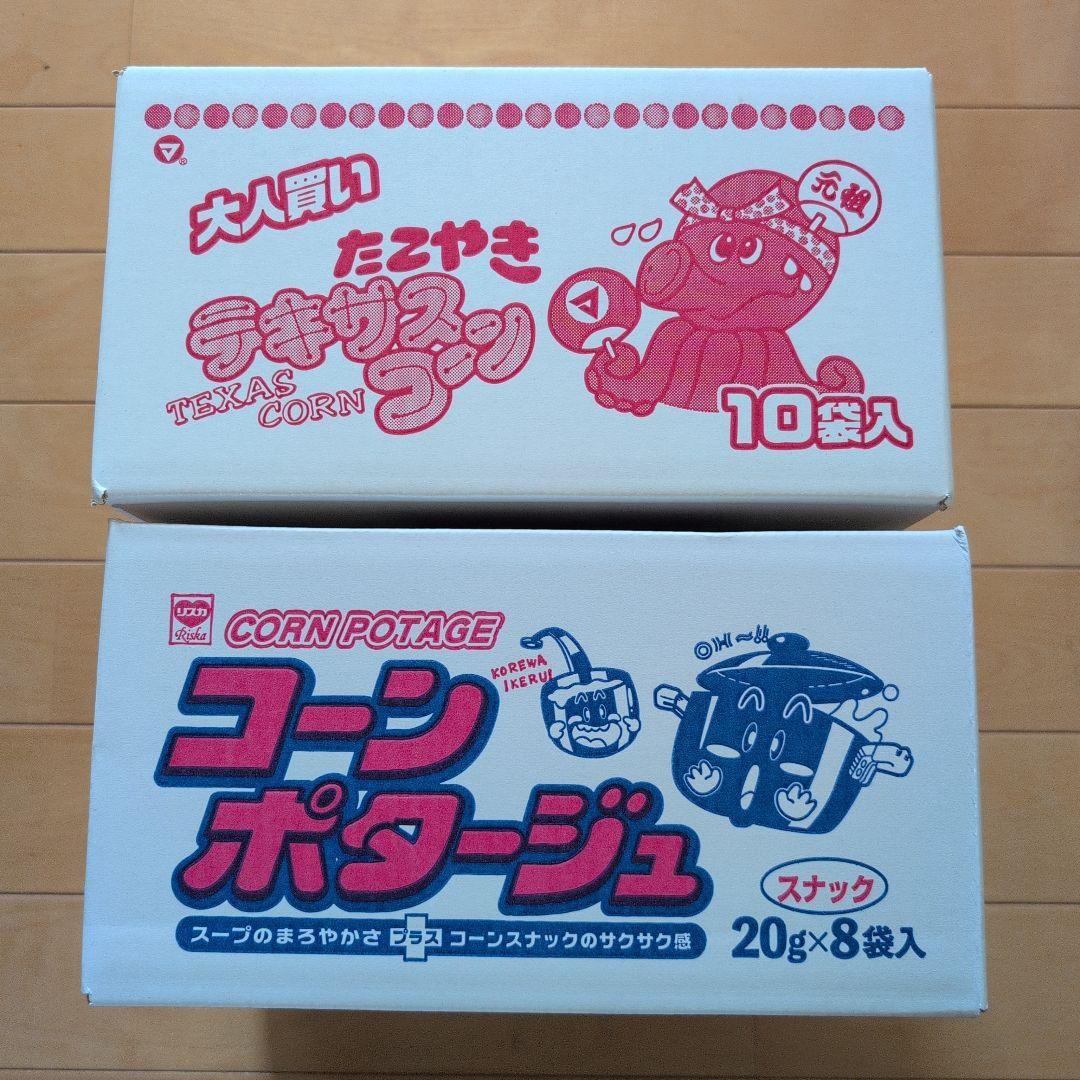 ®
大人買い
たこやき
テキサス
コーン
TEXAS
CORN
元祖
10袋入
リスカ
Riska
CORN POTAGE
コーン
ポタージュ
KOREWA
IKERU!
スナック
スープのまろやかさ プラス コーンスナックのサクサク感
20g×8袋入